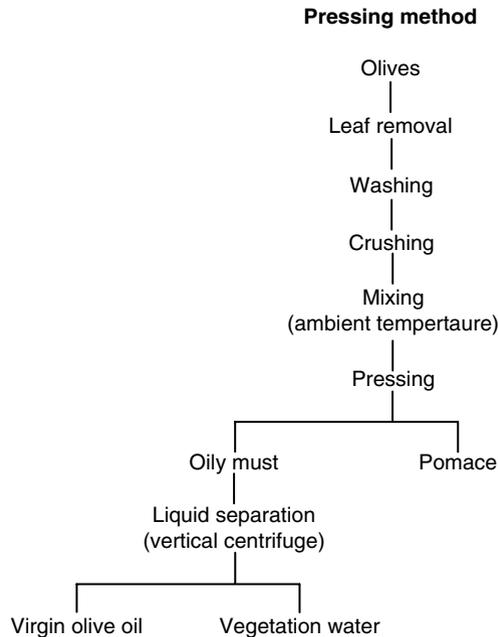 Pressing method
Olives
Leaf removal
Washing
Crushing
Mixing
(ambient tempertaure)
Pressing
Oily must
Pomace
Liquid separation
(vertical centrifuge)
Virgin olive oil
Vegetation water